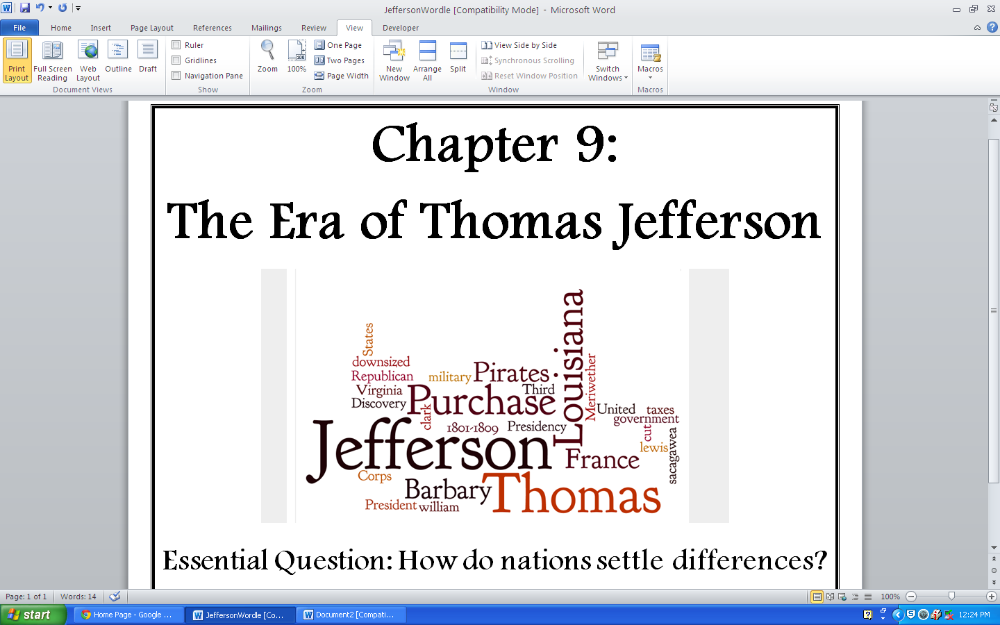 JeffersonWordle [Compatibility Mode] - Microsoft Word
File Home Insert Page Layout References Mailings Review View Developer
Print Layout
Full Screen Reading
Web Layout
Outline
Draft
Document Views
Ruler
Gridlines
Navigation Pane
Show
Zoom
100%
One Page
Two Pages
Page Width
Zoom
New Window
Arrange All
Split
View Side by Side
Synchronous Scrolling
Reset Window Position
Window
Switch Windows
Macros
Macros
Chapter 9:
The Era of Thomas Jefferson
States
downsized
Republican
Virginia
Discovery
military
Pirates
Third
Purchase
clark
Louisiana
Meriwether
United
taxes
government
cut
lewis
sacagawea
1801-1809
Presidency
Jefferson
France
Corps
Barbary
Thomas
President
william
Essential Question: How do nations settle differences?
Page: 1 of 1 Words: 14 100%
start Home Page - Google ... JeffersonWordle [Co... Document2 [Compati... 12:24 PM